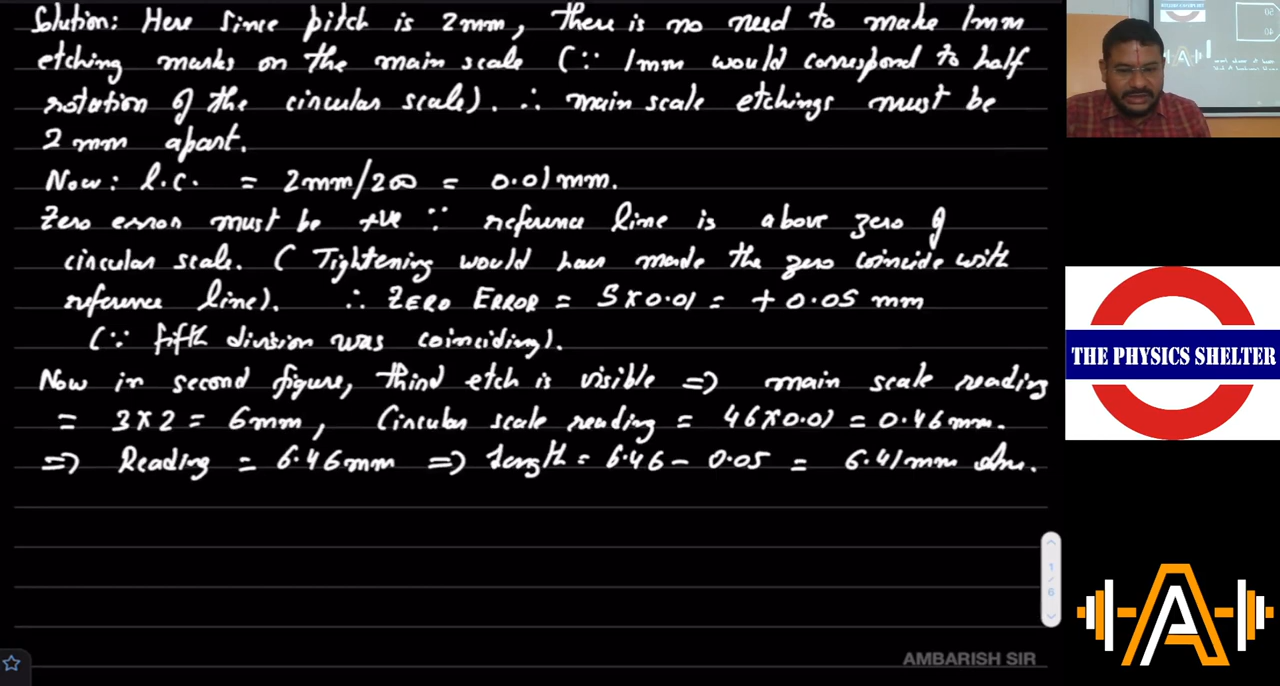 Solution: Here since pitch is 2mm, there is no need to make 1mm
etching marks on the main scale (∵ 1mm would correspond to half
rotation of the circular scale). ∴ main scale etchings must be
2 mm apart.
Now: l.c. = 2mm/200 = 0.01mm.
Zero error must be +ve ∵ reference line is above zero of
circular scale. (Tightening would have made the zero coincide with
reference line). ∴ ZERO ERROR = 5×0.01 = +0.05 mm
(∵ fifth division was coinciding).
Now in second figure, third etch is visible => main scale reading
= 3×2 = 6mm, Circular scale reading = 46×0.01 = 0.46mm.
=> Reading = 6.46mm => Length = 6.46 - 0.05 = 6.41mm Ans.
THE PHYSICS SHELTER
1
/
6
A
AMBARISH SIR
50
40